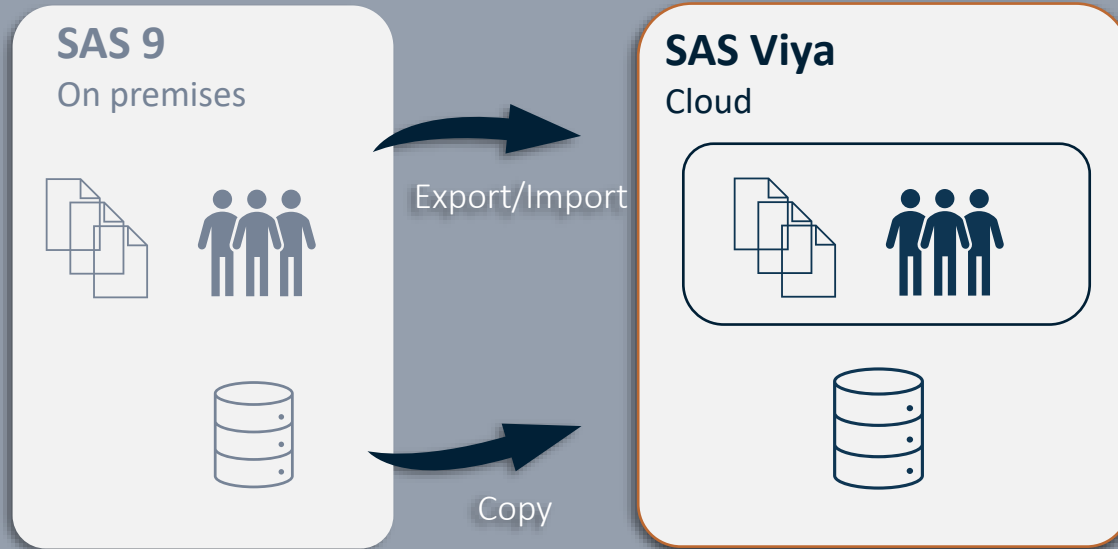 SAS 9
On premises
Export/Import
Copy
SAS Viya
Cloud